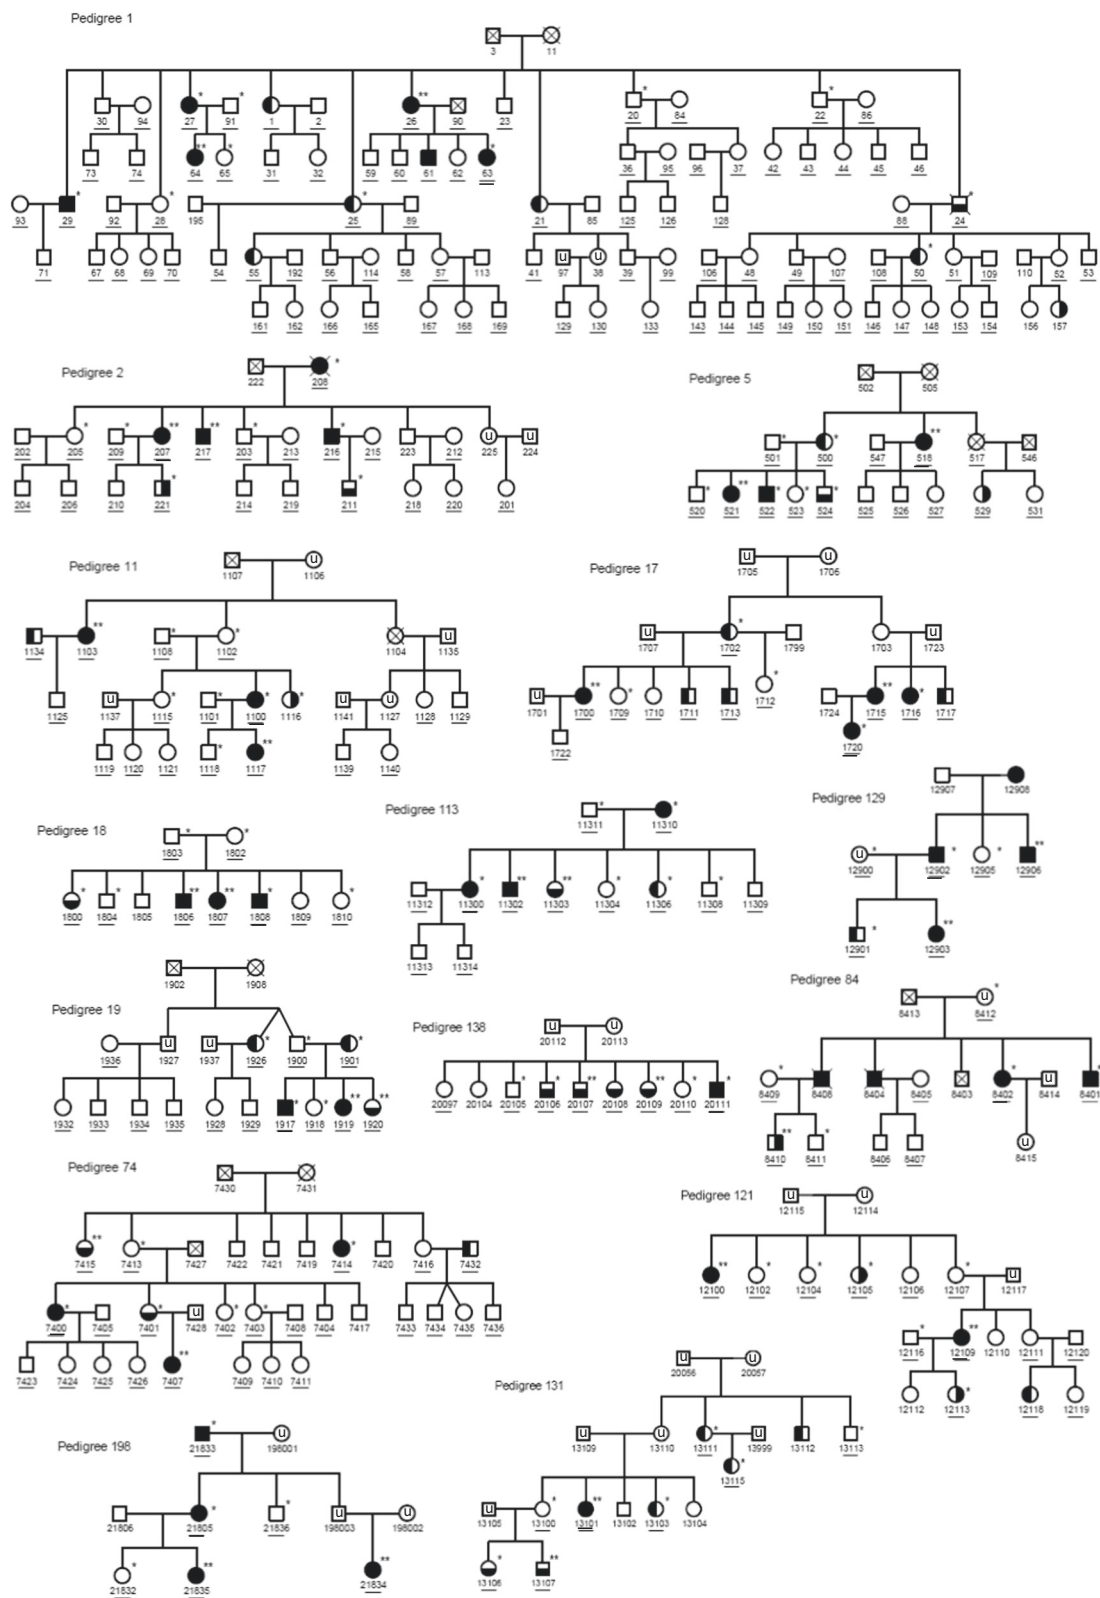 Pedigree 1
3 11
30 94 27 * 91 * 1 2 26 ** 90 23 20 * 84 22 * 86
73 74 64 ** 65 * 31 32 59 60 61 62 63 * 36 95 96 37 42 43 44 45 46
93 29 * 92 28 * 195 25 * 89 21 85 125 126 128 88 24 *
71 67 68 69 70 54 55 192 56 114 58 57 113 41 u 97 u 38 39 99 106 48 49 107 108 50 * 51 109 110 52 53
161 162 166 165 167 168 169 129 130 133 143 144 145 149 150 151 146 147 148 153 154 156 157
Pedigree 2
222 208 *
202 205 * 209 * 207 ** 217 ** 203 * 213 216 * 215 223 212 u 225 u 224
204 206 210 221 * 214 219 211 * 218 220 201
Pedigree 5
502 505
501 * 500 * 547 518 ** 517 546
520 * 521 ** 522 * 523 * 524 * 525 526 527 529 531
Pedigree 11
1107 u 1106
1134 1103 ** 1108 * 1102 * 1104 u 1135
1125 u 1137 1115 * 1101 * 1100 * 1116 * u 1141 u 1127 1128 1129
1119 1120 1121 1118 * 1117 ** 1139 1140
Pedigree 17
u 1705 u 1706
u 1707 1702 * 1799 1703 u 1723
u 1701 1700 ** 1709 * 1710 1711 1713 1712 * 1724 1715 ** 1716 * 1717
1722 1720 *
Pedigree 18
1803 * 1802 *
1800 * 1804 * 1805 1806 ** 1807 ** 1808 * 1809 1810 *
Pedigree 113
11311 * 11310 *
11312 11300 * 11302 ** 11303 ** 11304 * 11306 * 11308 * 11309
11313 11314
Pedigree 129
12907 12908
u 12900 * 12902 * 12905 * 12906 **
12901 * 12903 **
Pedigree 19
1902 1908
1936 u 1927 u 1937 1926 * 1900 * 1901 *
1932 1933 1934 1935 1928 1929 1917 * 1918 * 1919 ** 1920 **
Pedigree 138
u 20112 u 20113
20097 20104 20105 * 20106 * 20107 ** 20108 20109 ** 20110 * 20111 *
Pedigree 84
8413 u 8412 *
8409 * 8408 8404 8405 8403 8402 * u 8414 8401 *
8410 ** 8411 * 8406 8407 u 8415
Pedigree 74
7430 7431
7415 ** 7413 * 7427 7422 7421 7419 7414 * 7420 7416 7432
7400 * 7405 7401 * u 7428 7402 * 7403 * 7408 7404 7417 7433 7434 7435 7436
7423 7424 7425 7426 7407 ** 7409 7410 7411
Pedigree 121
u 12115 u 12114
12100 ** 12102 * 12104 * 12105 * 12106 12107 * u 12117
12116 * 12109 ** 12110 12111 12120
12112 12113 * 12118 12119
Pedigree 131
u 20056 u 20057
u 13109 u 13110 13111 * u 13999 13112 13113 *
13115 *
u 13105 13100 * 13101 ** 13102 13103 * 13104
13106 * 13107 **
Pedigree 198
21833 * u 198001
21806 21805 * 21836 * u 198003 u 198002
21832 * 21835 ** 21834 **